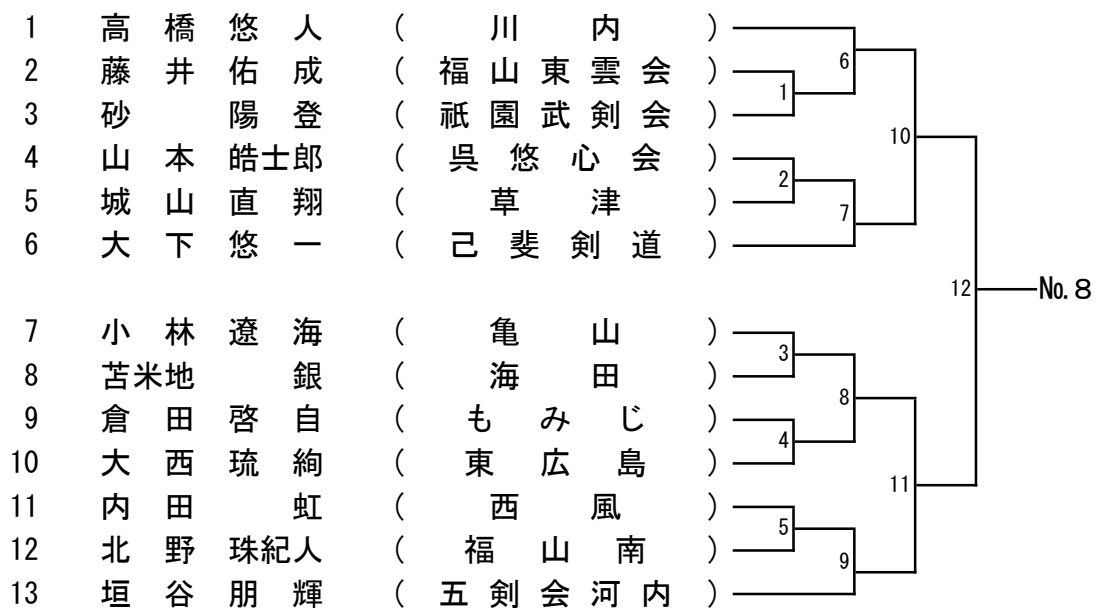 1 高橋悠人 ( 川内 )
2 藤井佑成 ( 福山東雲会 )
3 砂 陽登 ( 祇園武剣会 )
4 山本皓士郎 ( 呉悠心会 )
5 城山直翔 ( 草津 )
6 大下悠一 ( 己斐剣道 )
7 小林遼海 ( 亀山 )
8 苫米地 銀 ( 海田 )
9 倉田啓自 ( もみじ )
10 大西琉絢 ( 東広島 )
11 内田 虹 ( 西風 )
12 北野珠紀人 ( 福山南 )
13 垣谷朋輝 ( 五剣会河内 )
1
2
3
4
5
6
7
8
9
10
11
12
№８